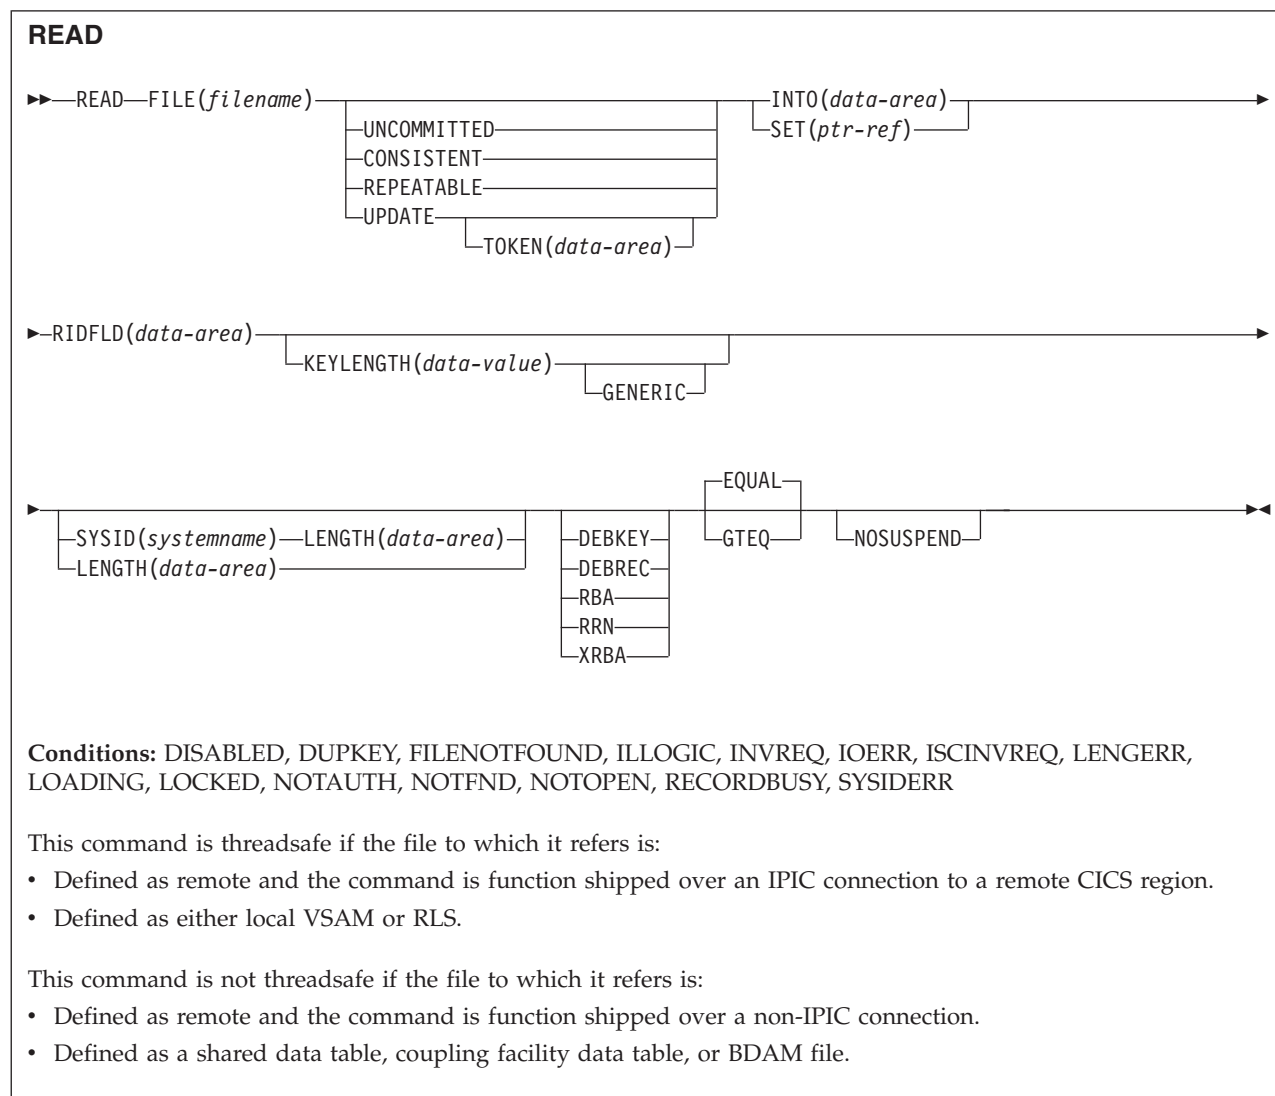 READ
READ FILE(filename) INTO(data-area)
UNCOMMITTED SET(ptr-ref)
CONSISTENT
REPEATABLE
UPDATE
TOKEN(data-area)
RIDFLD(data-area)
KEYLENGTH(data-value)
GENERIC
EQUAL
SYSID(systemname) LENGTH(data-area) DEBKEY GTEQ NOSUSPEND
LENGTH(data-area) DEBREC
RBA
RRN
XRBA
Conditions: DISABLED, DUPKEY, FILENOTFOUND, ILLOGIC, INVREQ, IOERR, ISCINVREQ, LENGERR,
LOADING, LOCKED, NOTAUTH, NOTFND, NOTOPEN, RECORDBUSY, SYSIDERR
This command is threadsafe if the file to which it refers is:
• Defined as remote and the command is function shipped over an IPIC connection to a remote CICS region.
• Defined as either local VSAM or RLS.
This command is not threadsafe if the file to which it refers is:
• Defined as remote and the command is function shipped over a non-IPIC connection.
• Defined as a shared data table, coupling facility data table, or BDAM file.